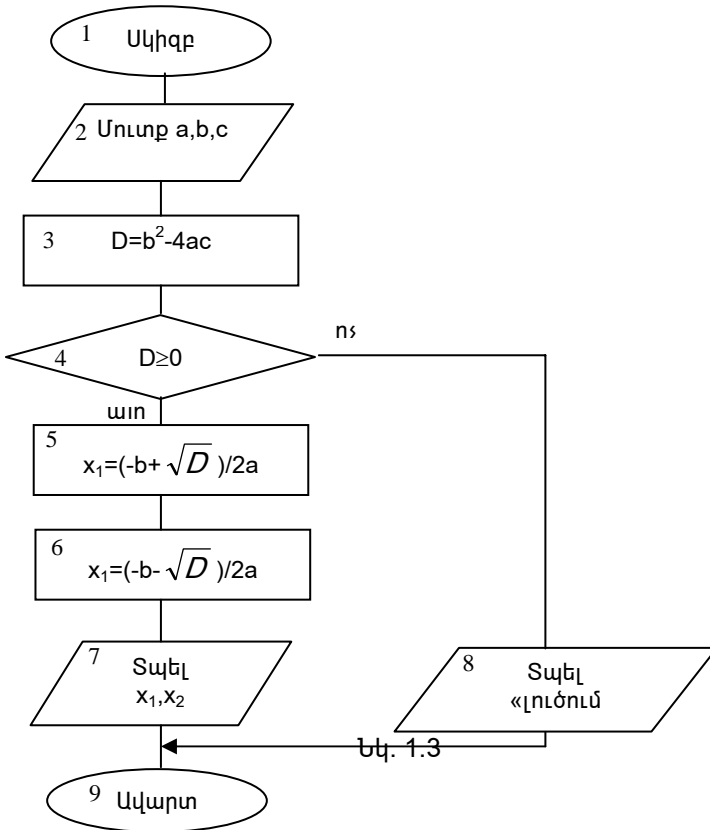 1 Սկիզբ
2 Մուտք a,b,c
3 D=b²-4ac
4 D≥0
ոչ
այո
5
x₁=(-b+ √D )/2a
6
x₁=(-b- √D )/2a
7 Տպել
x₁,x₂
8 Տպել
«լուծում
Նկ. 1.3
9 Ավարտ